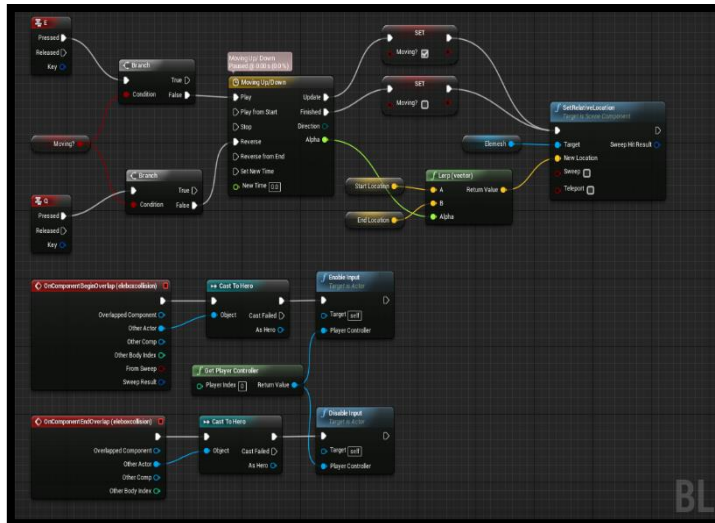 E
Pressed
Released
Key
Branch
Condition
True
False
Moving?
Q
Pressed
Released
Key
Branch
Condition
True
False
Moving Up/ Down
Moving Up/Down
Play
Play from Start
Stop
Reverse
Reverse from End
Set New Time
New Time 0.0
Update
Finished
Direction
Alpha
SET
Moving?
SET
Moving?
Start Location
End Location
Lerp (vector)
A
B
Alpha
Return Value
Elemesh
SetRelativeLocation
Target is Scene Component
Target
New Location
Sweep
Teleport
Sweep Hit Result
OnComponentBeginOverlap (eleboxcollision)
Overlapped Component
Other Actor
Other Comp
Other Body Index
From Sweep
Sweep Result
Cast To Hero
Object
Cast Failed
As Hero
Enable Input
Target is Actor
Target self
Player Controller
Get Player Controller
Player Index 0
Return Value
OnComponentEndOverlap (eleboxcollision)
Overlapped Component
Other Actor
Other Comp
Other Body Index
Cast To Hero
Object
Cast Failed
As Hero
Disable Input
Target is Actor
Target self
Player Controller
BL